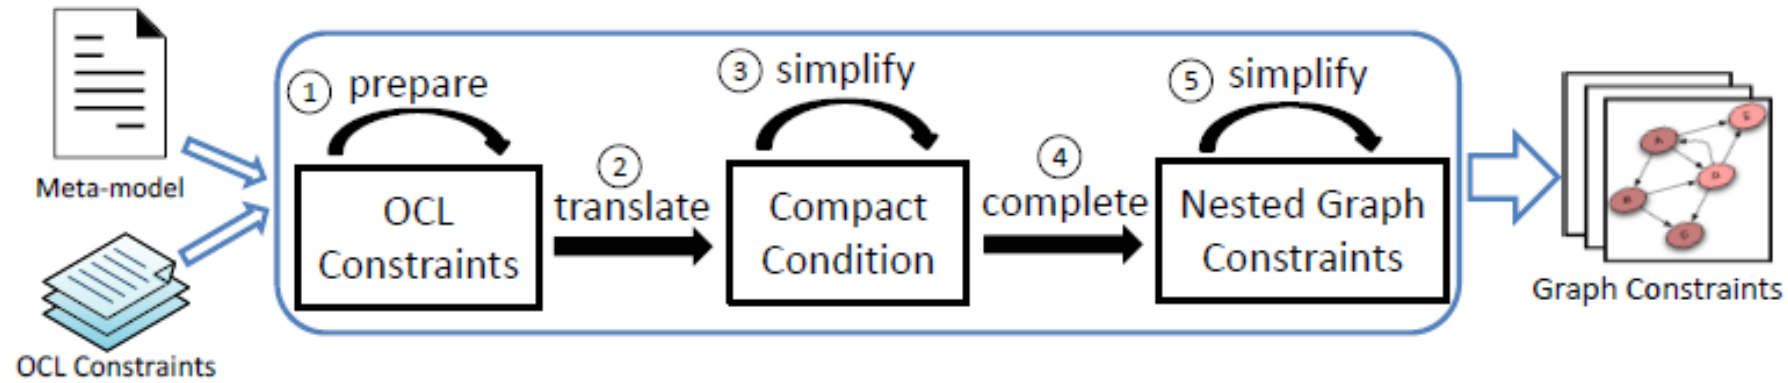 Meta-model
OCL Constraints
1 prepare
OCL
Constraints
2
translate
3 simplify
Compact
Condition
4
complete
5 simplify
Nested Graph
Constraints
Graph Constraints